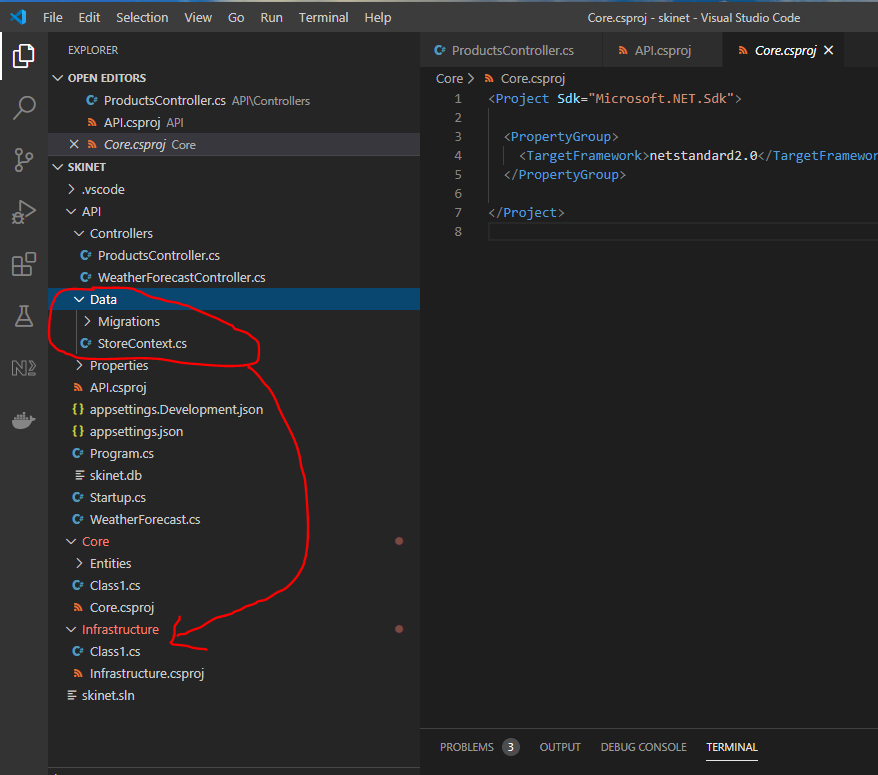 File Edit Selection View Go Run Terminal Help Core.csproj - skinet - Visual Studio Code
EXPLORER
OPEN EDITORS
ProductsController.cs API\Controllers
API.csproj API
Core.csproj Core
SKINET
.vscode
API
Controllers
ProductsController.cs
WeatherForecastController.cs
Data
Migrations
StoreContext.cs
Properties
API.csproj
{} appsettings.Development.json
{} appsettings.json
Program.cs
skinet.db
Startup.cs
WeatherForecast.cs
Core
Entities
Class1.cs
Core.csproj
Infrastructure
Class1.cs
Infrastructure.csproj
skinet.sln
ProductsController.cs API.csproj Core.csproj
Core > Core.csproj
1 <Project Sdk="Microsoft.NET.Sdk">
2
3 <PropertyGroup>
4 <TargetFramework>netstandard2.0</TargetFramewor
5 </PropertyGroup>
6
7 </Project>
8
PROBLEMS 3 OUTPUT DEBUG CONSOLE TERMINAL